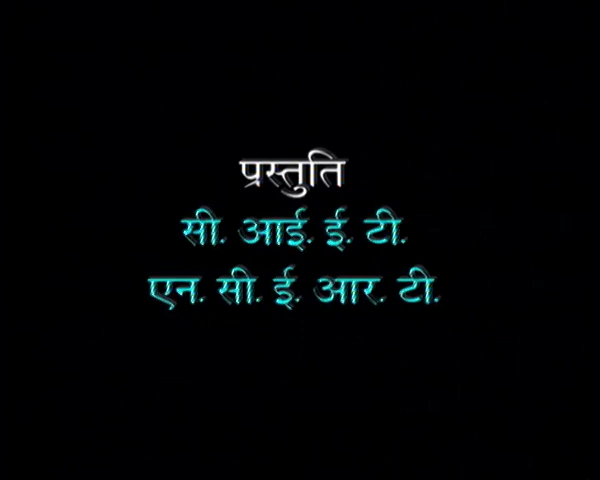 प्रस्तुति
सी. आई. ई. टी.
एन. सी. ई. आर. टी.